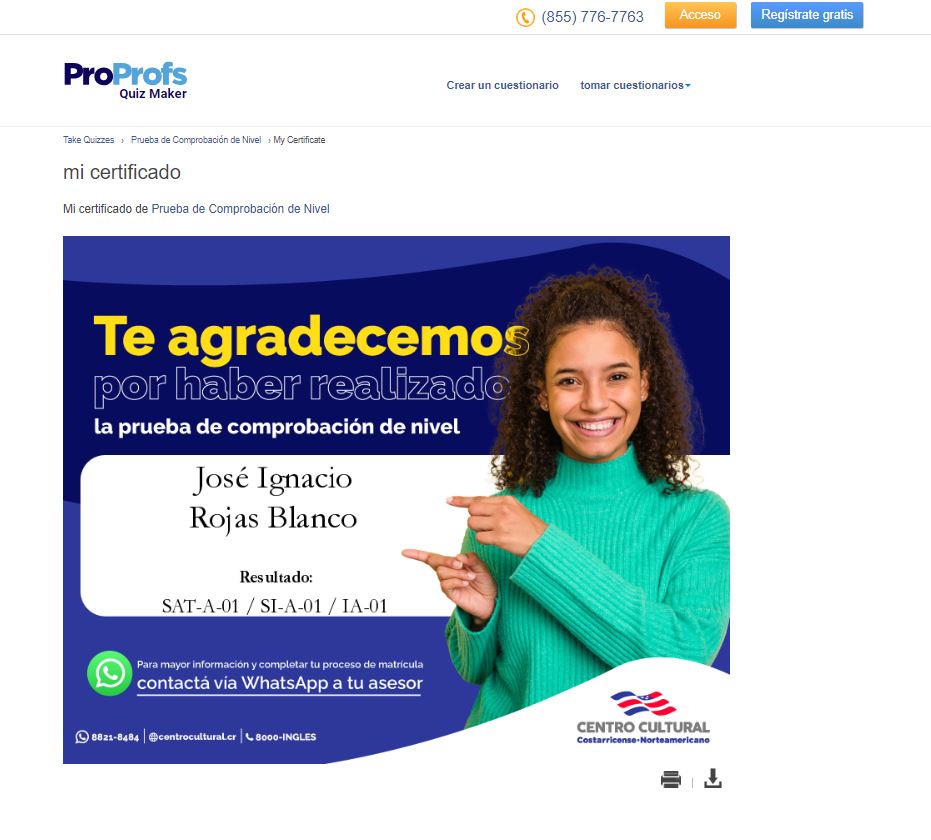 (855) 776-7763 Acceso Regístrate gratis
ProProfs
Quiz Maker
Crear un cuestionario tomar cuestionarios
Take Quizzes › Prueba de Comprobación de Nivel › My Certificate
mi certificado
Mi certificado de Prueba de Comprobación de Nivel
Te agradecemos
por haber realizado
la prueba de comprobación de nivel
José Ignacio
Rojas Blanco
Resultado:
SAT-A-01 / SI-A-01 / IA-01
Para mayor información y completar tu proceso de matrícula
contactá vía WhatsApp a tu asesor
8821-8484 | centrocultural.cr | 8000-INGLES
CENTRO CULTURAL
Costarricense•Norteamericano